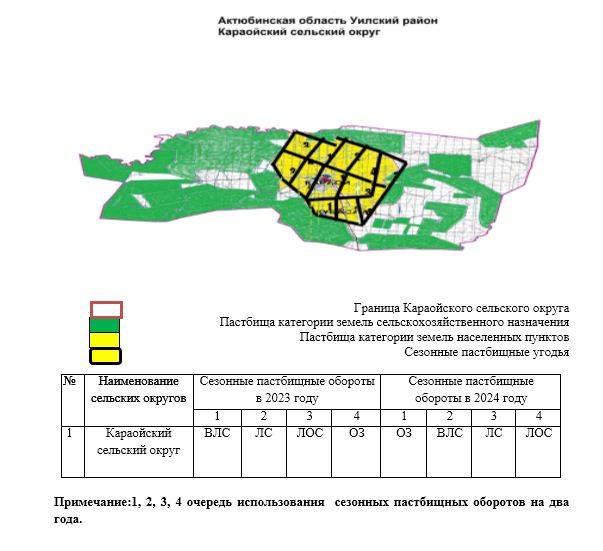 Актюбинская область Уилский район
Караойский сельский округ
Граница Караойского сельского округа
Пастбища категории земель сельскохозяйственного назначения
Пастбища категории земель населенных пунктов
Сезонные пастбищные угодья
№ Наименование сельских округов Сезонные пастбищные обороты в 2023 году Сезонные пастбищные обороты в 2024 году
1 2 3 4 1 2 3 4
1 Караойский сельский округ ВЛС ЛС ЛОС ОЗ ОЗ ВЛС ЛС ЛОС
Примечание:1, 2, 3, 4 очередь использования сезонных пастбищных оборотов на два
года.